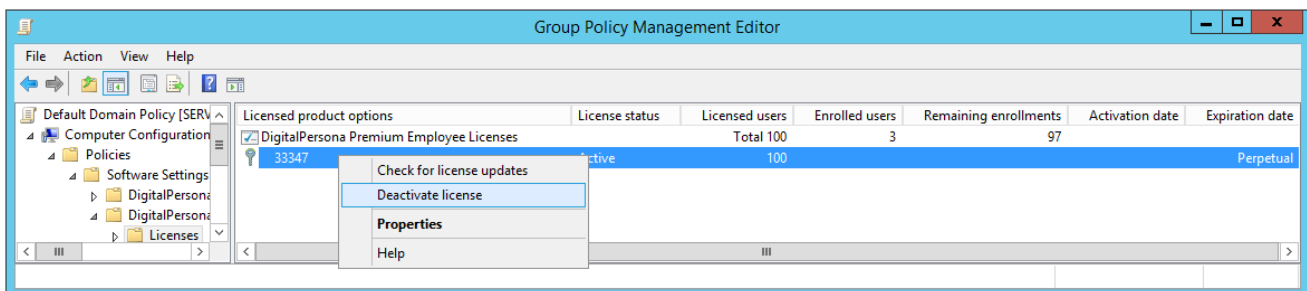 Group Policy Management Editor
File Action View Help
Default Domain Policy [SERV
Licensed product options License status Licensed users Enrolled users Remaining enrollments Activation date Expiration date
Computer Configuration
DigitalPersona Premium Employee Licenses Total 100 3 97
Policies
33347 Active 100 Perpetual
Software Settings
DigitalPersona
DigitalPersona
Licenses
Check for license updates
Deactivate license
Properties
Help